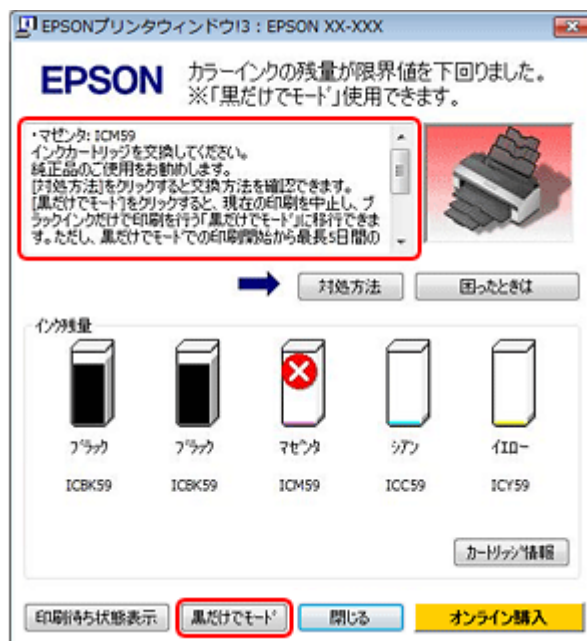 EPSONプリンタウィンドウ!3 : EPSON XX-XXX
EPSON
カラーインクの残量が限界値を下回りました。
※「黒だけでモード」使用できます。
・マゼンタ: ICM59
インクカートリッジを交換してください。
純正品のご使用をお勧めします。
[対処方法]をクリックすると交換方法を確認できます。
[黒だけでモード]をクリックすると、現在の印刷を中止し、ブ
ラックインクだけで印刷を行う「黒だけでモード」に移行できま
す。ただし、黒だけでモードでの印刷開始から最長5日間の
対処方法
困ったときは
インク残量
ブラック ブラック マゼンタ シアン イエロー
ICBK59 ICBK59 ICM59 ICC59 ICY59
カートリッジ情報
印刷待ち状態表示 黒だけでモード 閉じる オンライン購入